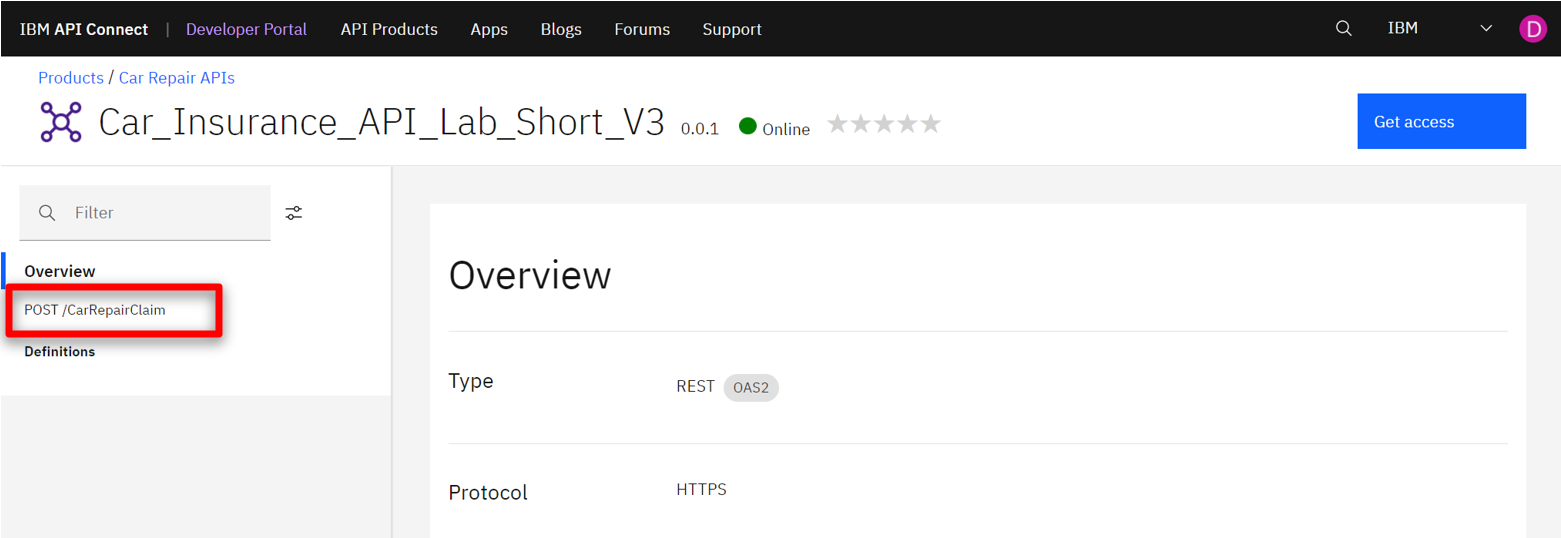 IBM API Connect | Developer Portal API Products Apps Blogs Forums Support IBM D
Products / Car Repair APIs
Car_Insurance_API_Lab_Short_V3 0.0.1 Online Get access
Filter
Overview
POST /CarRepairClaim
Definitions
Overview
Type REST OAS2
Protocol HTTPS